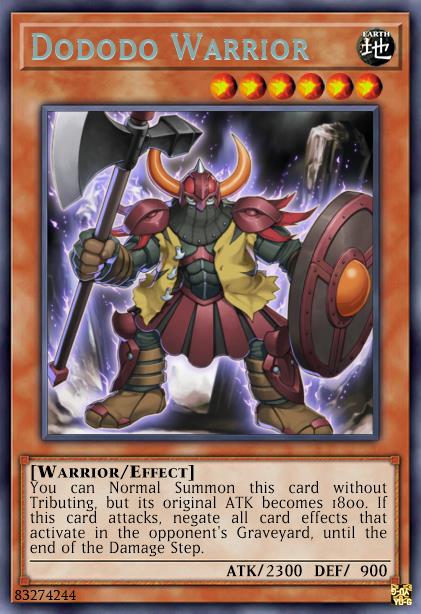 DODODO WARRIOR
EARTH
地
[WARRIOR/EFFECT]
You can Normal Summon this card without
Tributing, but its original ATK becomes 1800. If
this card attacks, negate all card effects that
activate in the opponent's Graveyard, until the
end of the Damage Step.
ATK/2300 DEF/ 900
83274244